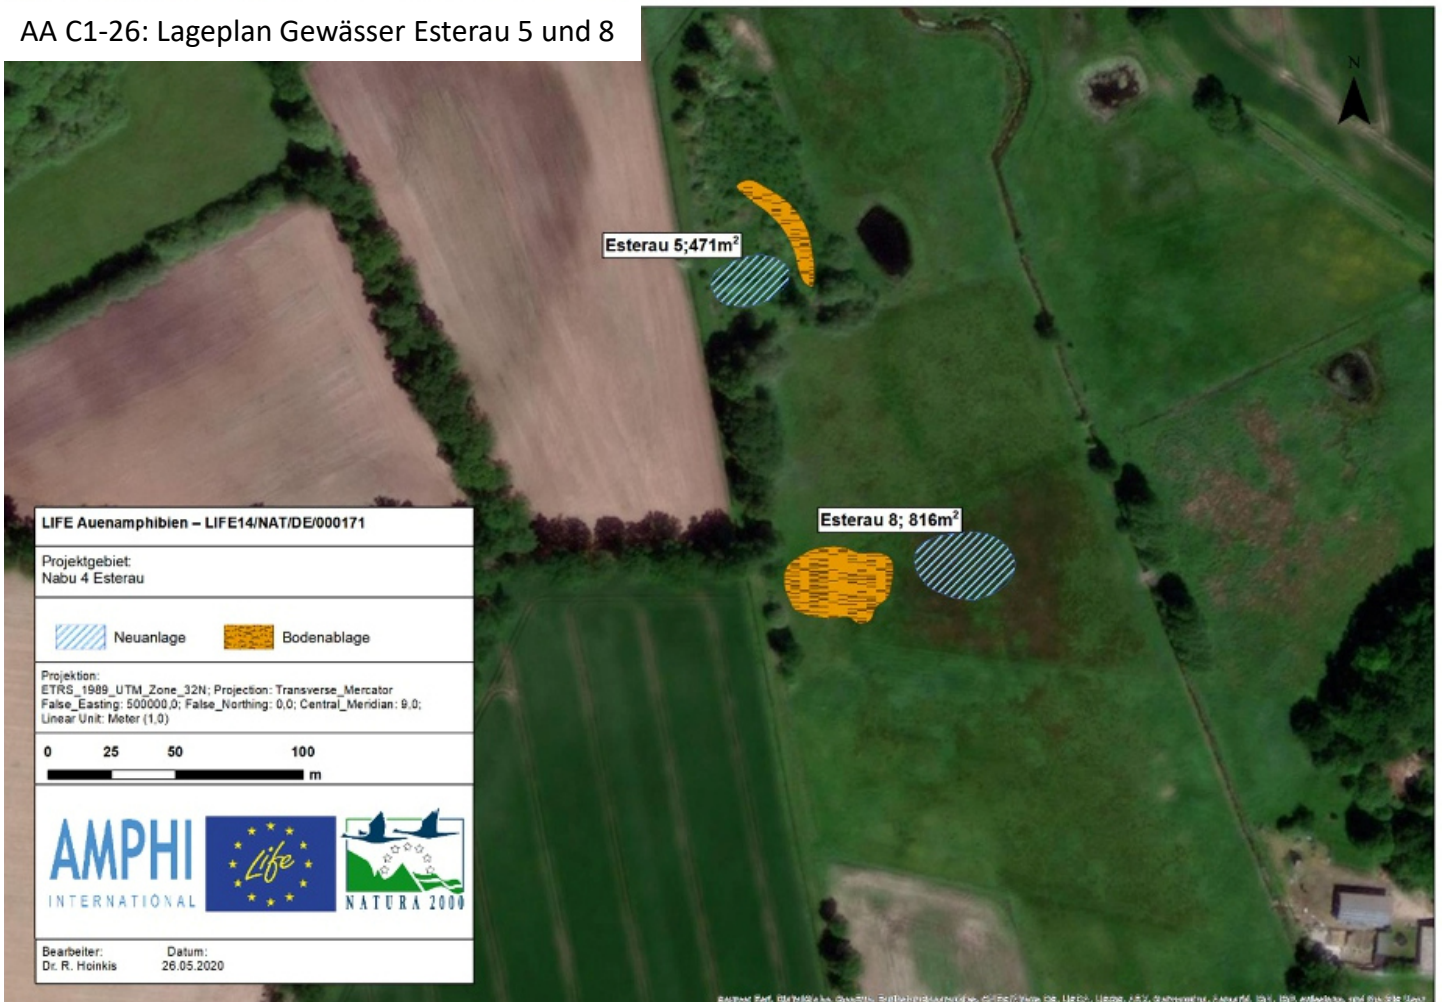 AA C1-26: Lageplan Gewässer Esterau 5 und 8
N
Esterau 5;471m²
Esterau 8; 816m²
LIFE Auenamphibien – LIFE14/NAT/DE/000171
Projektgebiet:
Nabu 4 Esterau
Neuanlage
Bodenablage
Projektion:
ETRS_1989_UTM_Zone_32N; Projection: Transverse_Mercator
False_Easting: 500000,0; False_Northing: 0,0; Central_Meridian: 9,0;
Linear Unit: Meter (1,0)
0 25 50 100
m
AMPHI
INTERNATIONAL
Life
NATURA 2000
Bearbeiter: Datum:
Dr. R. Hoinkis 26.05.2020